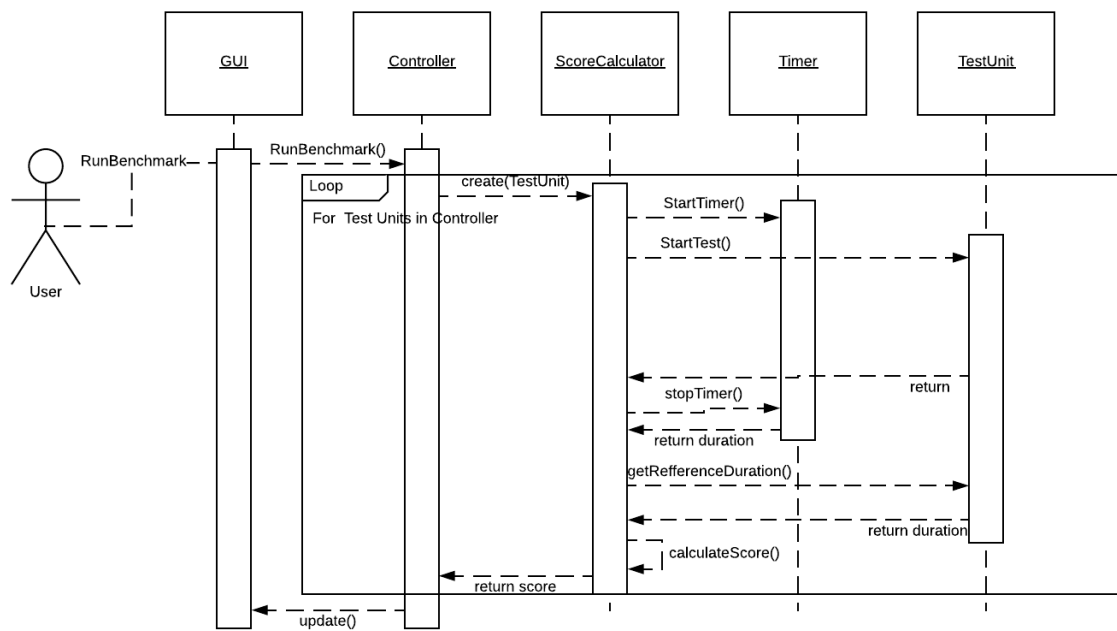 GUI
Controller
ScoreCalculator
Timer
TestUnit
RunBenchmark
RunBenchmark()
Loop
create(TestUnit)
For Test Units in Controller
StartTimer()
StartTest()
User
return
stopTimer()
return duration
getRefferenceDuration()
return duration
calculateScore()
return score
update()